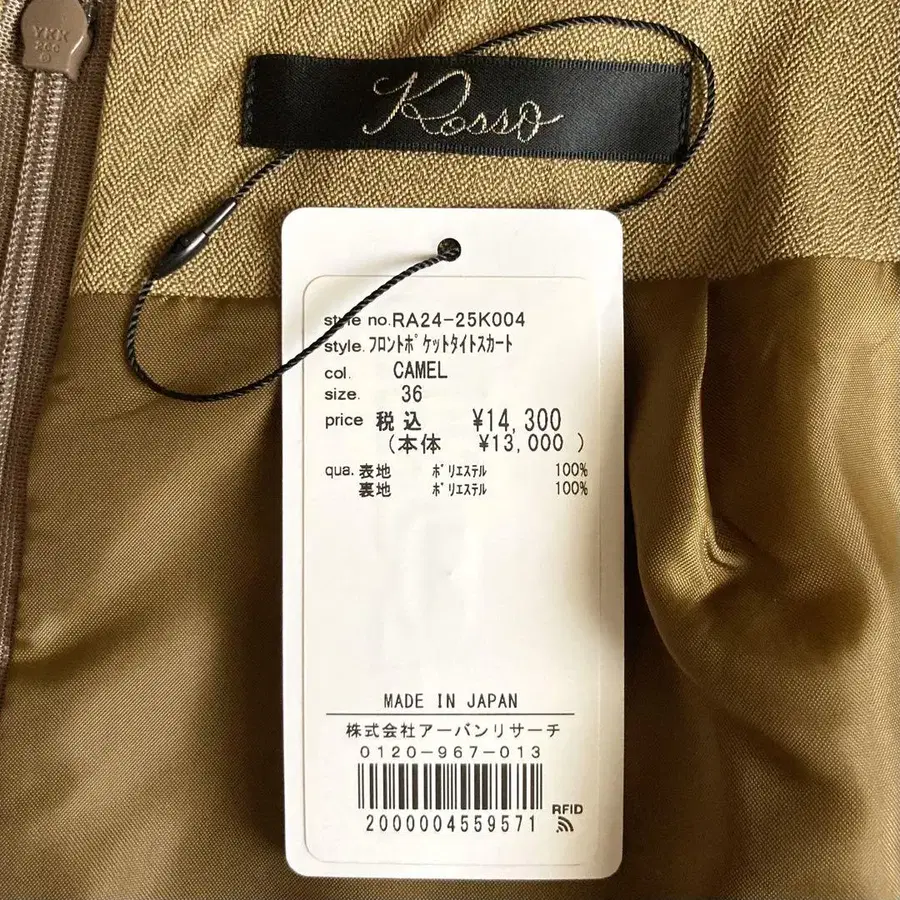 YKK
Rosso
style no.RA24-25K004
style.ﾌﾛﾝﾄﾎﾟｹｯﾄﾀｲﾄｽｶｰﾄ
col. CAMEL
size. 36
price 税込 ¥14,300
(本体 ¥13,000 )
qua. 表地 ﾎﾟﾘｴｽﾃﾙ 100%
裏地 ﾎﾟﾘｴｽﾃﾙ 100%
MADE IN JAPAN
株式会社アーバンリサーチ
0120-967-013
RFID
2000004559571